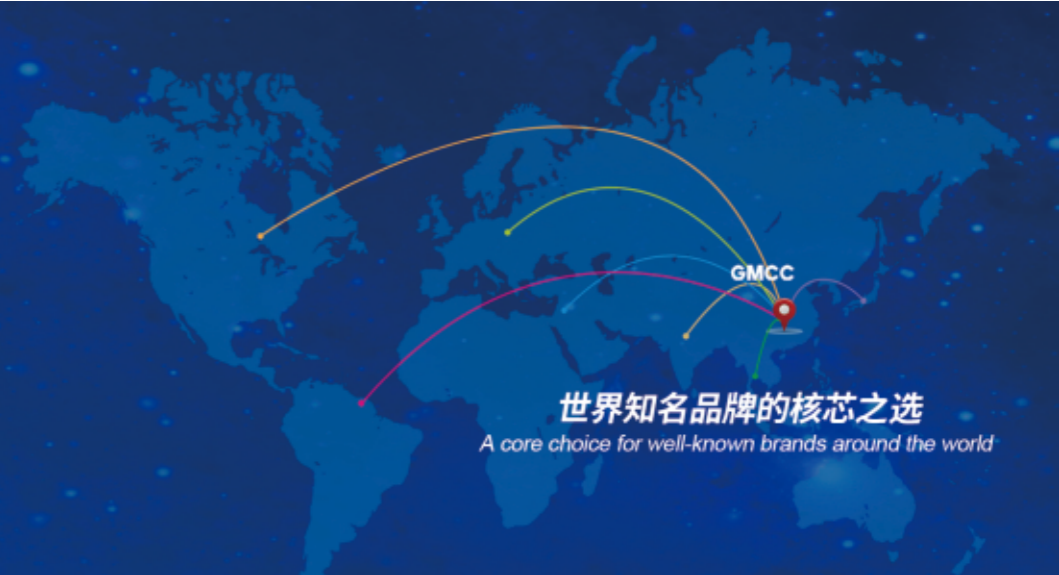 GMCC
世界知名品牌的核芯之选
A core choice for well-known brands around the world